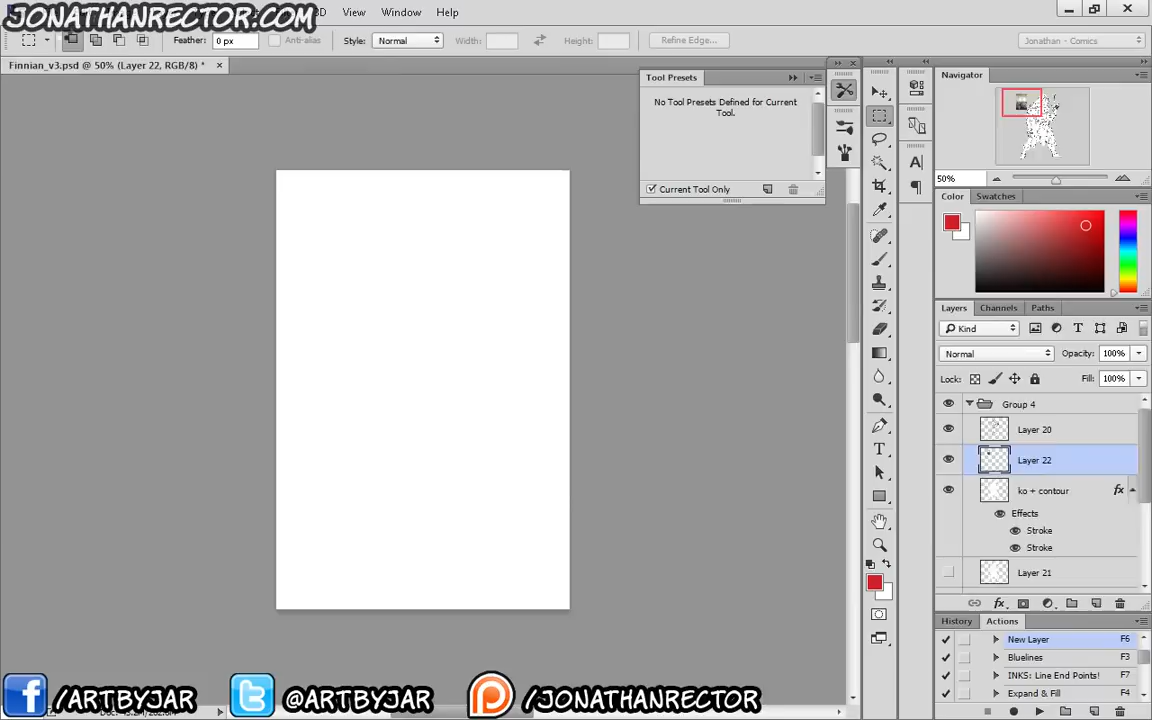 JONATHANRECTOR.COM
3D View Window Help
Feather: 0 px Anti-alias Style: Normal Width: Height: Refine Edge... Jonathan - Comics
Finnian_v3.psd @ 50% (Layer 22, RGB/8) *
Tool Presets
No Tool Presets Defined for Current
Tool.
Current Tool Only
Navigator
50%
Color Swatches
Layers Channels Paths
Kind
Normal Opacity: 100%
Lock: Fill: 100%
Group 4
Layer 20
Layer 22
ko + contour fx
Effects
Stroke
Stroke
Layer 21
fx
History Actions
New Layer F6
Bluelines F3
INKS: Line End Points! F7
Expand & Fill F4
/ARTBYJAR @ARTBYJAR /JONATHANRECTOR